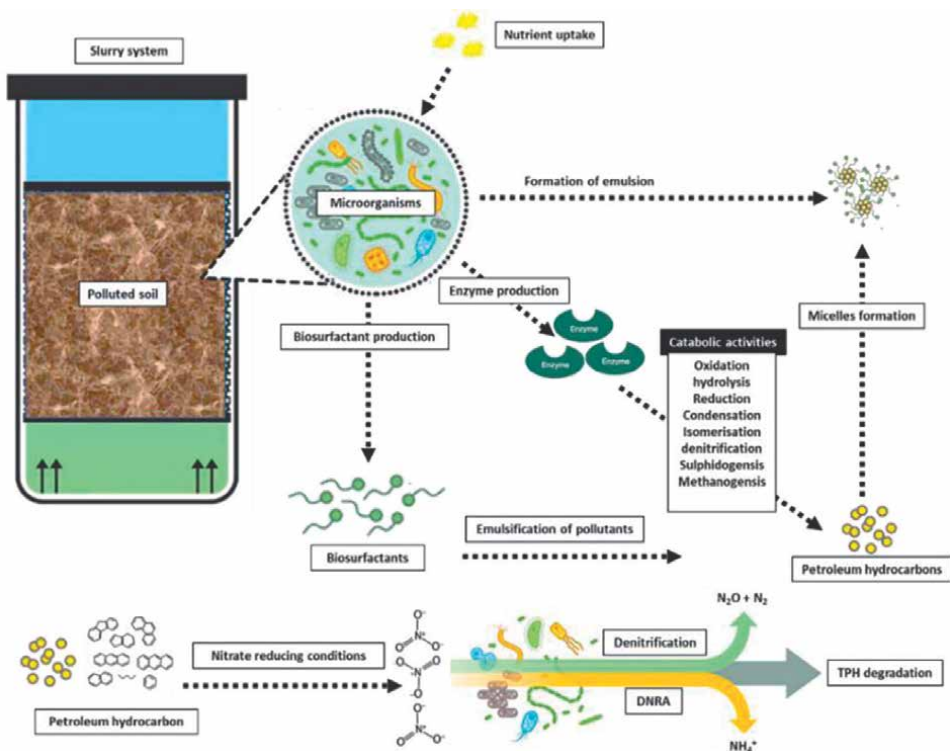 Slurry system
Nutrient uptake
Microorganisms
Formation of emulsion
Polluted soil
Enzyme production
Micelles formation
Biosurfactant production
Enzyme
Enzyme
Enzyme
Catabolic activities
Oxidation
hydrolysis
Reduction
Condensation
Isomerisation
denitrification
Sulphidogensis
Methanogensis
Emulsification of pollutants
Biosurfactants
Petroleum hydrocarbons
N₂O + N₂
O⁻
N⁺
O
O⁻
Nitrate reducing conditions
Denitrification
O
N⁺
O⁻
O⁻
TPH degradation
Petroleum hydrocarbon
DNRA
O⁻
N⁺
O
O⁻
NH₄⁺